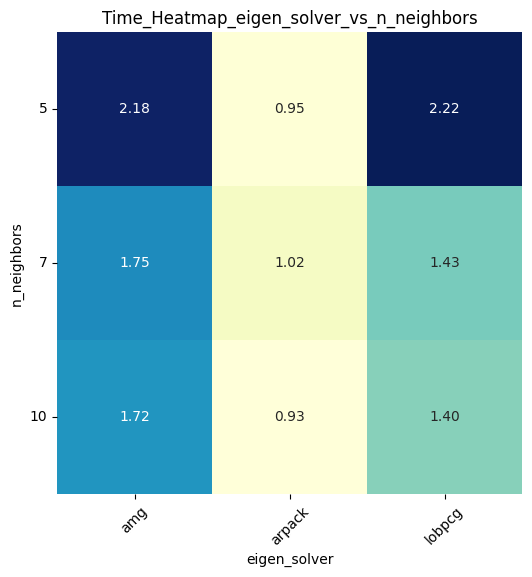 Time_Heatmap_eigen_solver_vs_n_neighbors
5 2.18 0.95 2.22
n_neighbors
7 1.75 1.02 1.43
10 1.72 0.93 1.40
amg arpack lobpcg
eigen_solver